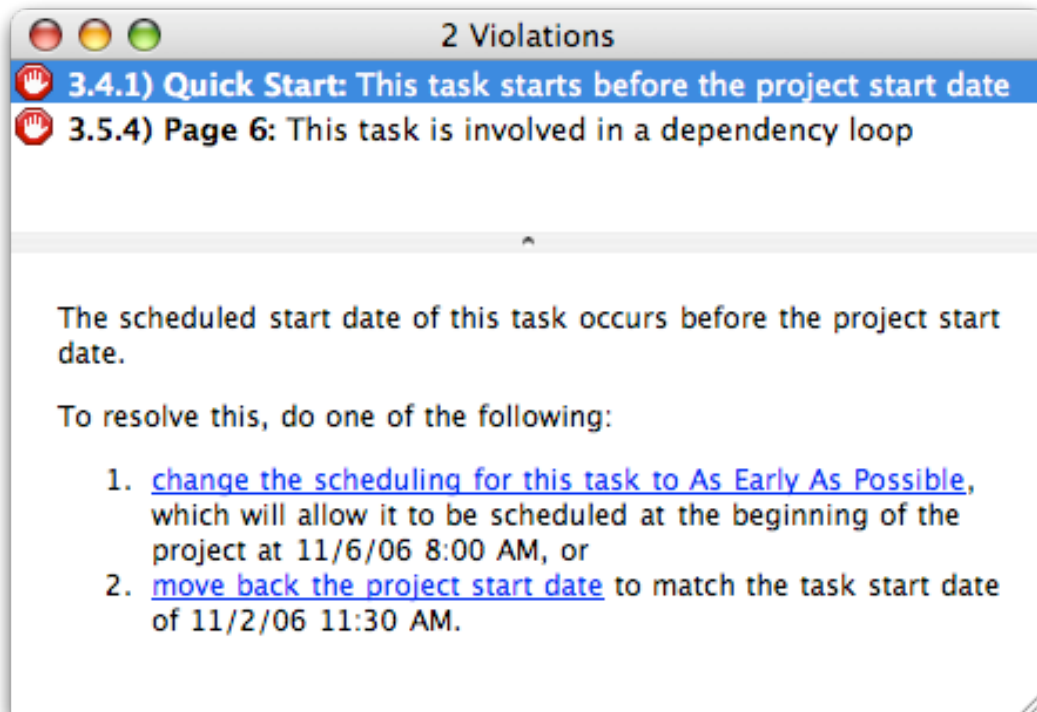 2 Violations
3.4.1) Quick Start: This task starts before the project start date
3.5.4) Page 6: This task is involved in a dependency loop
The scheduled start date of this task occurs before the project start
date.
To resolve this, do one of the following:
1. change the scheduling for this task to As Early As Possible,
which will allow it to be scheduled at the beginning of the
project at 11/6/06 8:00 AM, or
2. move back the project start date to match the task start date
of 11/2/06 11:30 AM.